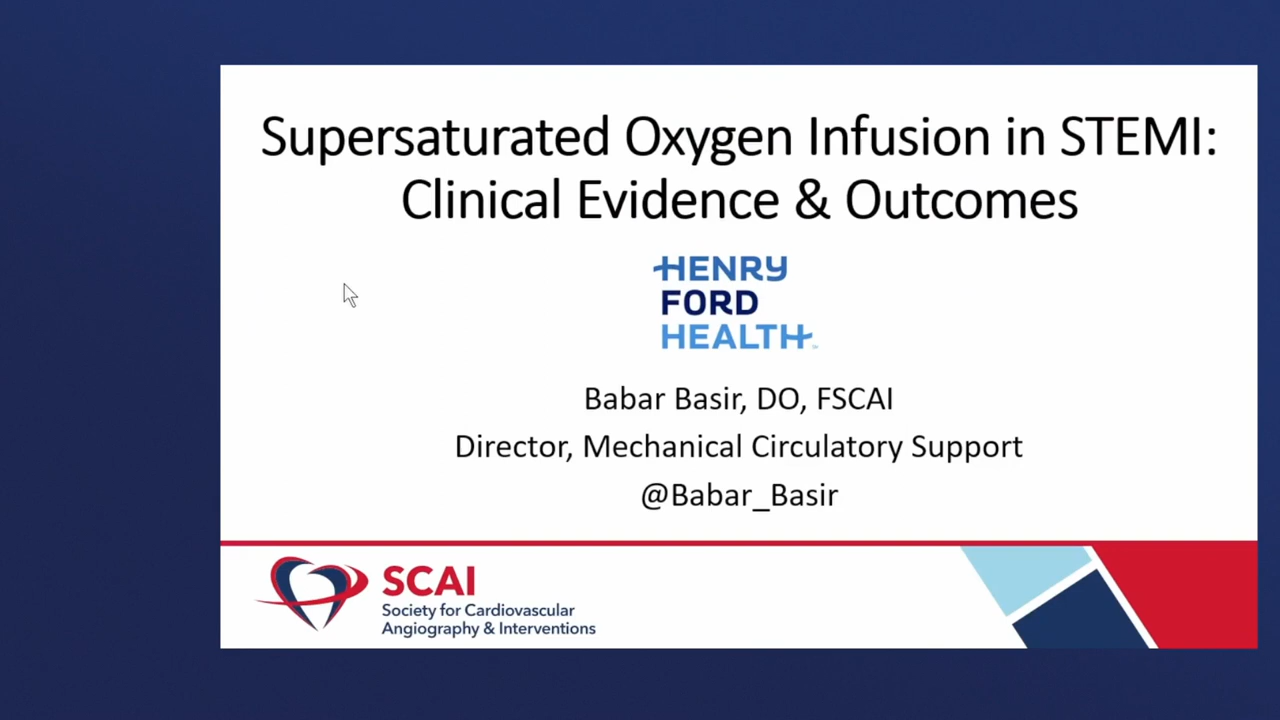 Supersaturated Oxygen Infusion in STEMI:
Clinical Evidence & Outcomes
HENRY
FORD
HEALTH
Babar Basir, DO, FSCAI
Director, Mechanical Circulatory Support
@Babar_Basir
SCAI
Society for Cardiovascular
Angiography & Interventions